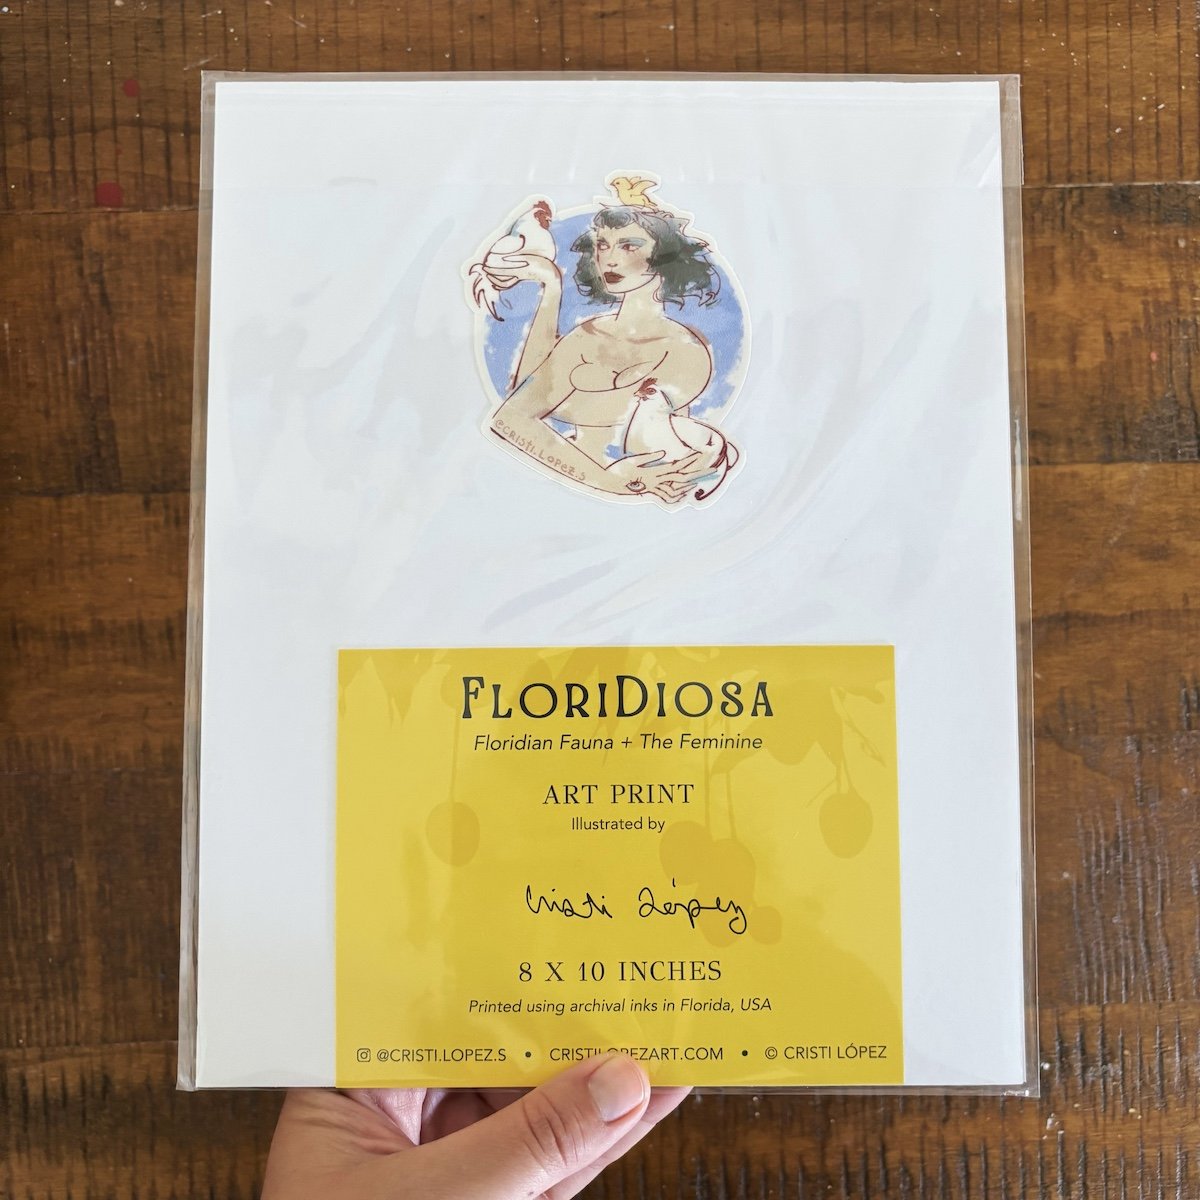 @CRISTI.LOPEZ.S
FLORIDIOSA
Floridian Fauna + The Feminine
ART PRINT
Illustrated by
Cristi López
8 X 10 INCHES
Printed using archival inks in Florida, USA
@CRISTI.LOPEZ.S • CRISTILOPEZART.COM • © CRISTI LÓPEZ